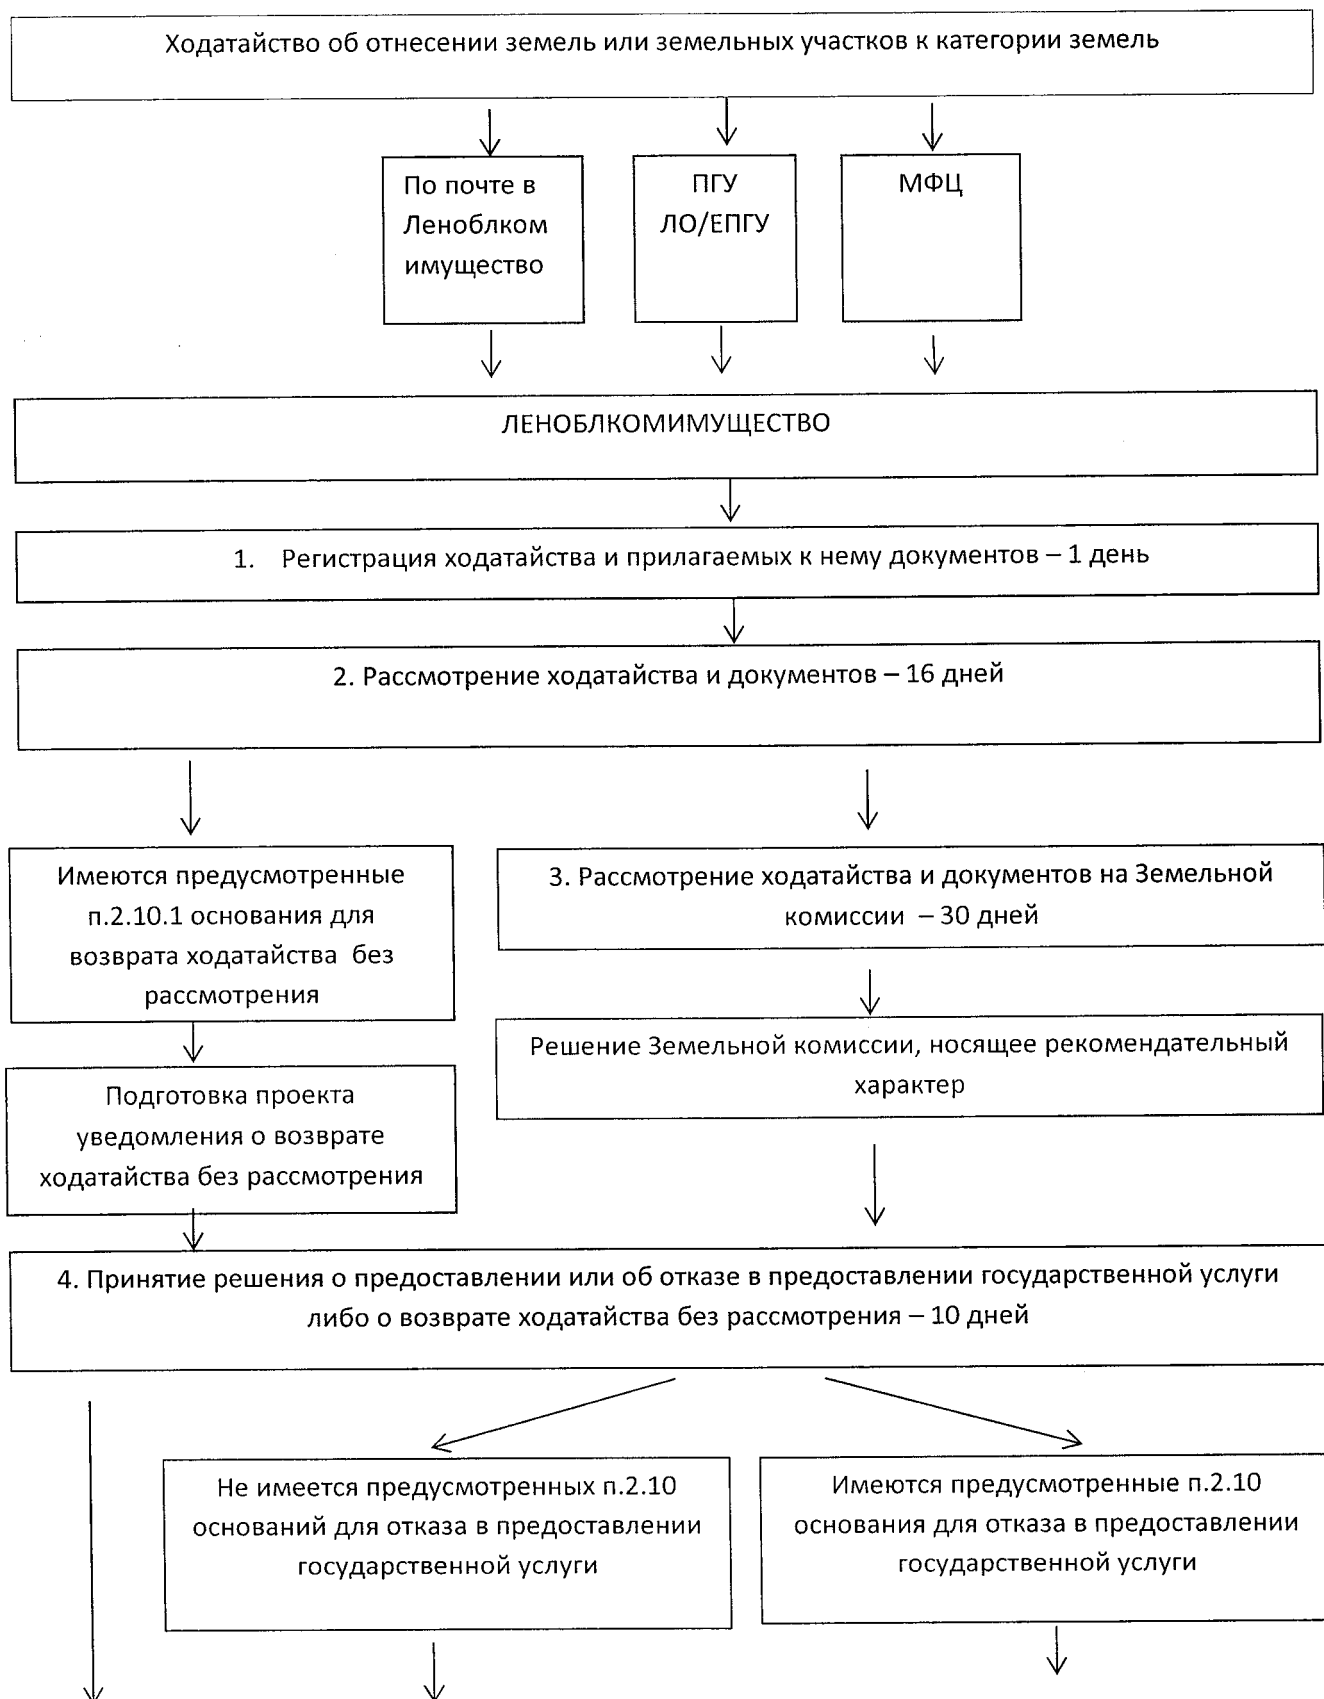 Ходатайство об отнесении земель или земельных участков к категории земель
По почте в
Леноблком
имущество
ПГУ
ЛО/ЕПГУ
МФЦ
ЛЕНОБЛКОМИМУЩЕСТВО
1. Регистрация ходатайства и прилагаемых к нему документов – 1 день
2. Рассмотрение ходатайства и документов – 16 дней
Имеются предусмотренные
п.2.10.1 основания для
возврата ходатайства без
рассмотрения
3. Рассмотрение ходатайства и документов на Земельной
комиссии – 30 дней
Решение Земельной комиссии, носящее рекомендательный
характер
Подготовка проекта
уведомления о возврате
ходатайства без рассмотрения
4. Принятие решения о предоставлении или об отказе в предоставлении государственной услуги
либо о возврате ходатайства без рассмотрения – 10 дней
Не имеется предусмотренных п.2.10
оснований для отказа в предоставлении
государственной услуги
Имеются предусмотренные п.2.10
основания для отказа в предоставлении
государственной услуги